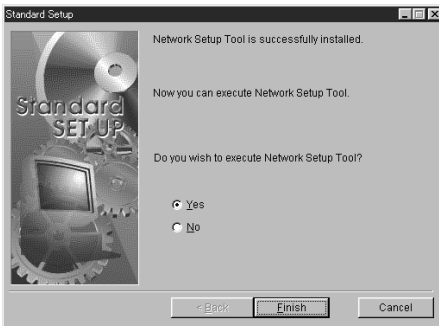 Standard Setup
Network Setup Tool is successfully installed.
Now you can execute Network Setup Tool.
Standard
SET UP
Do you wish to execute Network Setup Tool?
Yes
No
< Back
Finish
Cancel